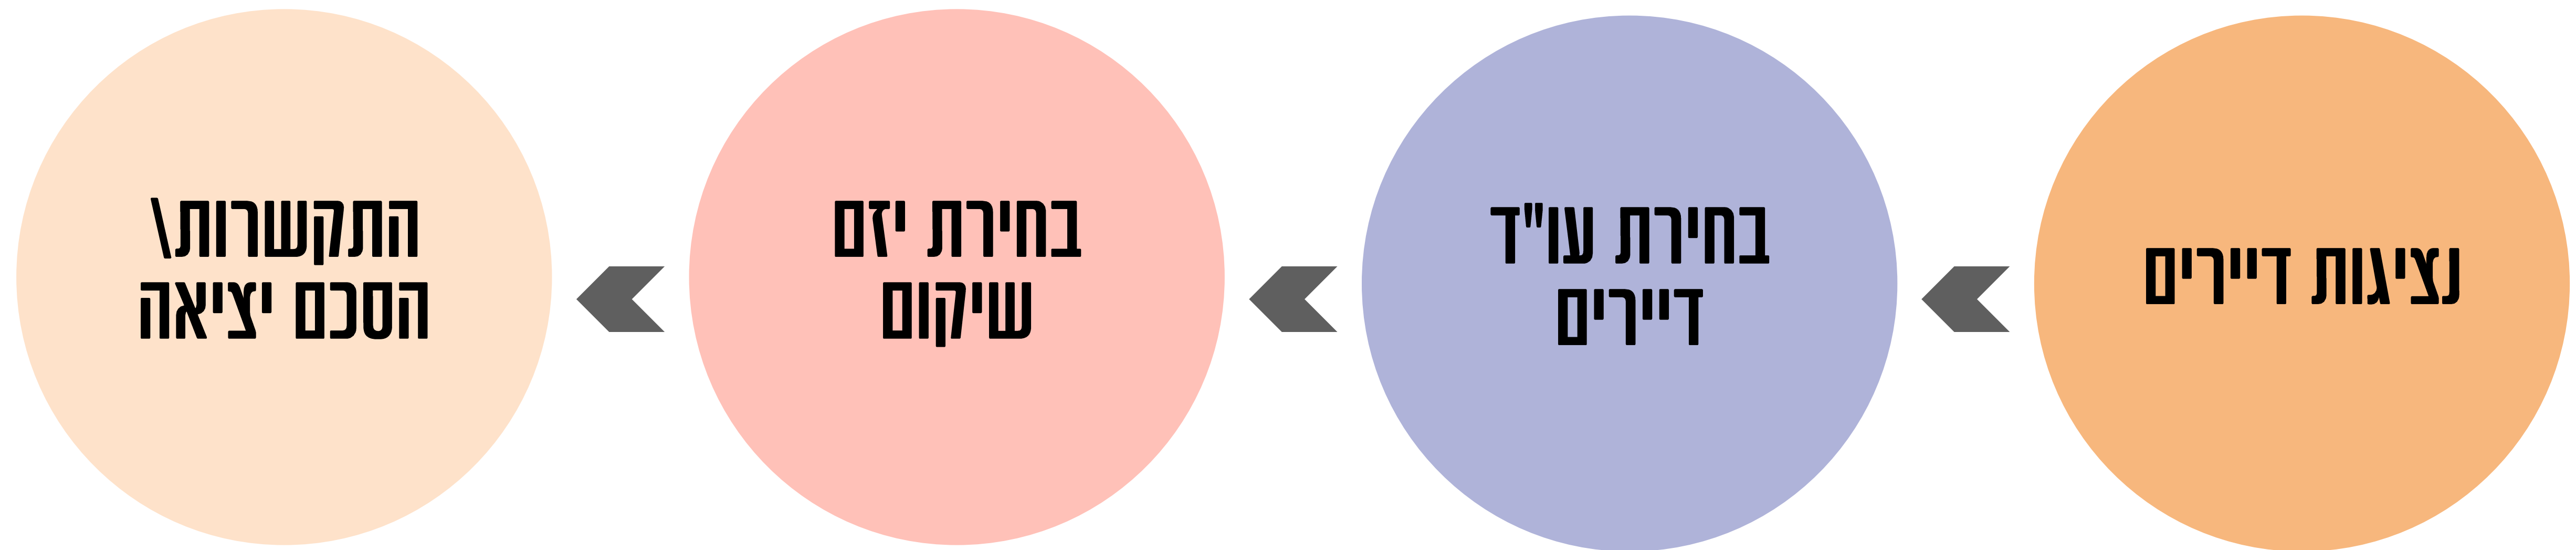 נציגות דיירים
בחירת עו"ד
דיירים
בחירת יזם
שיקום
התקשרות\
הסכם יציאה